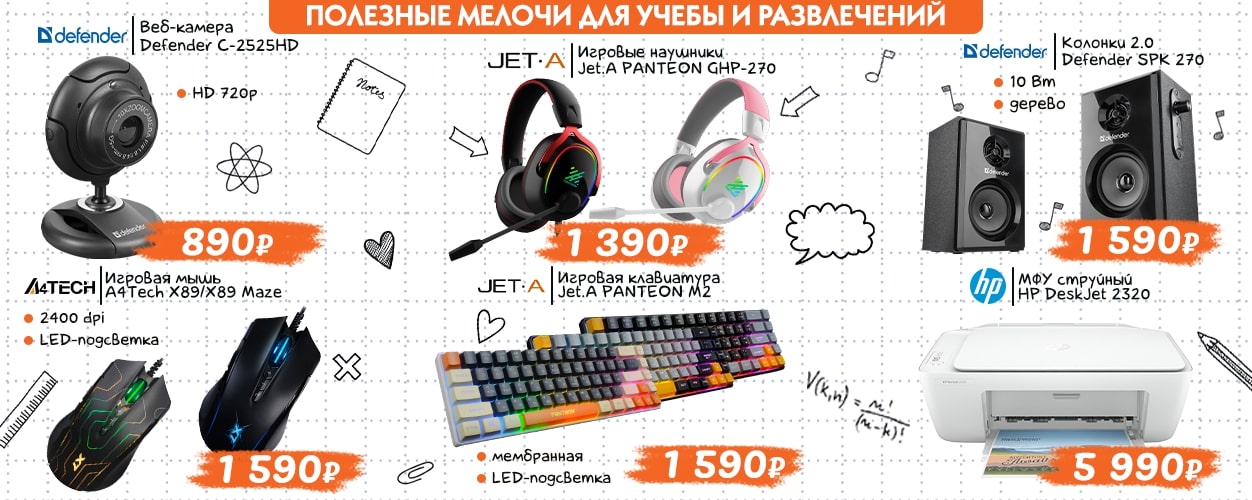 ПОЛЕЗНЫЕ МЕЛОЧИ ДЛЯ УЧЕБЫ И РАЗВЛЕЧЕНИЙ
defender
Веб-камера
Defender C-2525HD
HD 720p
890₽
Notes
JET·A
Игровые наушники
Jet.A PANTEON GHP-270
1 390₽
defender
Колонки 2.0
Defender SPK 270
10 Вт
дерево
defender
defender
1 590₽
A4TECH
Игровая мышь
A4Tech X89/X89 Maze
2400 dpi
LED-подсветка
1 590₽
JET·A
Игровая клавиатура
Jet.A PANTEON M2
PANTEON
мембранная
LED-подсветка
1 590₽
V(k,n) = n!/(n-k)!
hp
МФУ струйный
HP DeskJet 2320
5 990₽